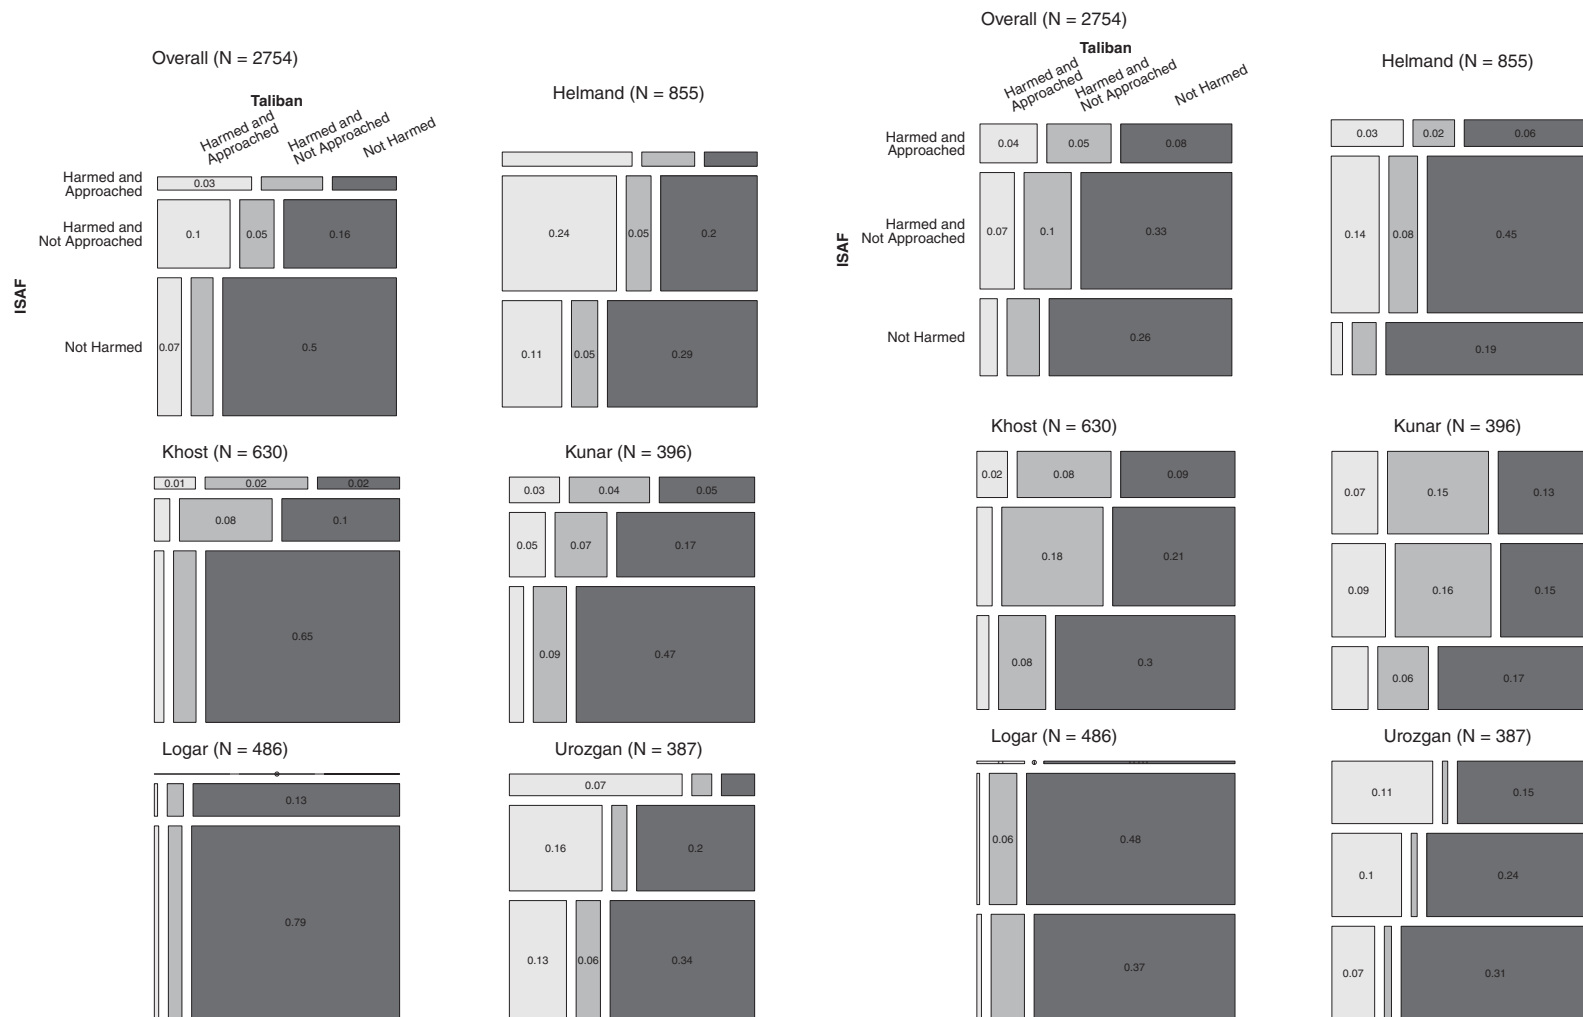 Overall (N = 2754)
Taliban
Harmed and
Approached
Harmed and
Not Approached
Not Harmed
ISAF
Harmed and
Approached
Harmed and
Not Approached
Not Harmed
0.03
0.1
0.05
0.16
0.07
0.5
Helmand (N = 855)
0.24
0.05
0.2
0.11
0.05
0.29
Khost (N = 630)
0.01
0.02
0.02
0.08
0.1
0.65
Kunar (N = 396)
0.03
0.04
0.05
0.05
0.07
0.17
0.09
0.47
Logar (N = 486)
0.13
0.79
Urozgan (N = 387)
0.07
0.16
0.2
0.13
0.06
0.34
Overall (N = 2754)
Taliban
Harmed and
Approached
Harmed and
Not Approached
Not Harmed
ISAF
Harmed and
Approached
Harmed and
Not Approached
Not Harmed
0.04
0.05
0.08
0.07
0.1
0.33
0.26
Helmand (N = 855)
0.03
0.02
0.06
0.14
0.08
0.45
0.19
Khost (N = 630)
0.02
0.08
0.09
0.18
0.21
0.08
0.3
Kunar (N = 396)
0.07
0.15
0.13
0.09
0.16
0.15
0.06
0.17
Logar (N = 486)
0.06
0.48
0.37
Urozgan (N = 387)
0.11
0.15
0.1
0.24
0.07
0.31